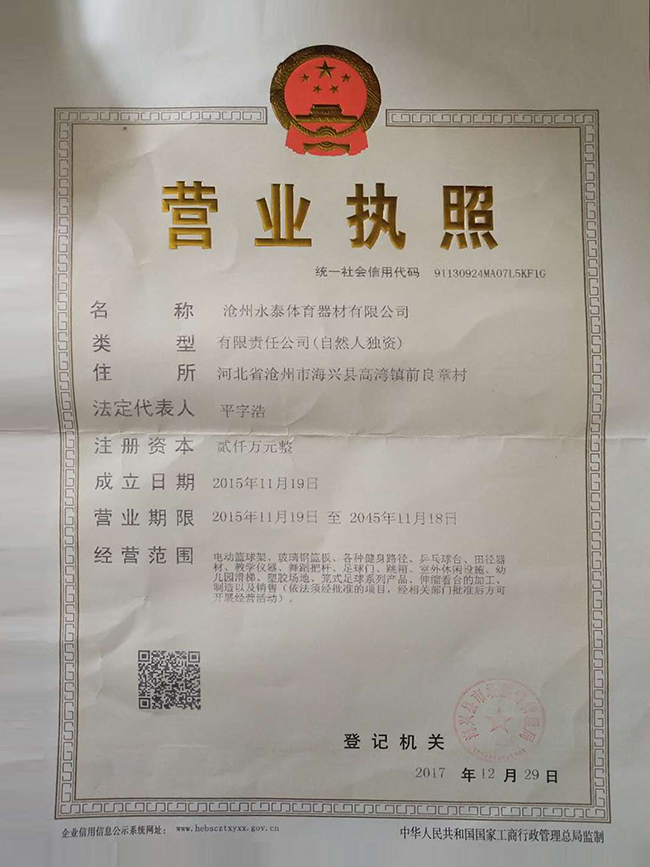 营业执照
统一社会信用代码 91130924MA07L5KF1G
名称 沧州永泰体育器材有限公司
类型 有限责任公司(自然人独资)
住所 河北省沧州市海兴县高湾镇前良章村
法定代表人 平字浩
注册资本 贰仟万元整
成立日期 2015年11月19日
营业期限 2015年11月19日 至 2045年11月18日
经营范围 电动篮球架、玻璃钢篮板、各种健身路径、乒乓球台、田径器
材、教学仪器、舞蹈把杆、足球门、跳箱、室外休闲设施、幼
儿园滑梯、塑胶场地、笼式足球系列产品、伸缩看台的加工、
制造以及销售（依法须经批准的项目，经相关部门批准后方可
开展经营活动）。
登记机关
2017 年 12 月 29 日
企业信用信息公示系统网址: www.hebscztxyxx.gov.cn
中华人民共和国国家工商行政管理总局监制